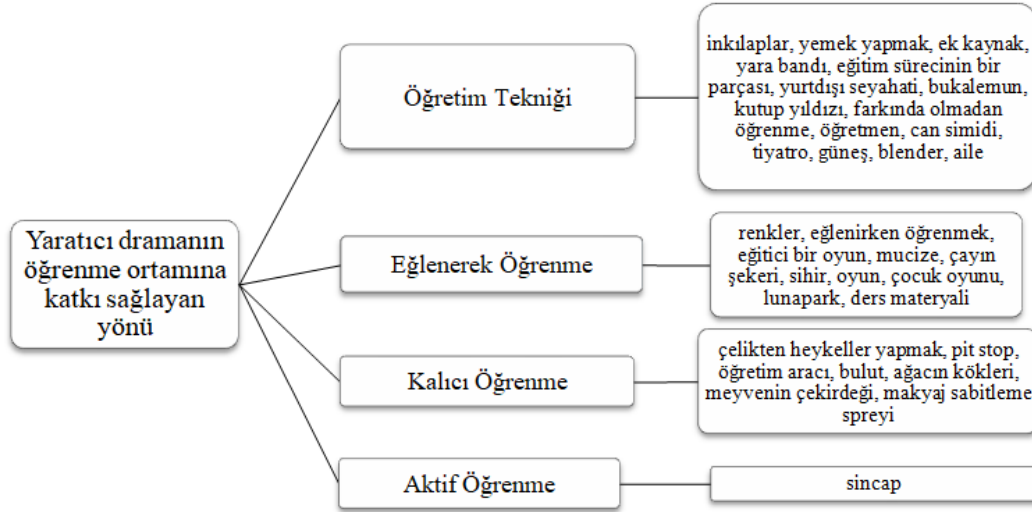 Yaratıcı dramanın
öğrenme ortamına
katkı sağlayan
yönü
Öğretim Tekniği
inkılaplar, yemek yapmak, ek kaynak,
yara bandı, eğitim sürecinin bir
parçası, yurtdışı seyahati, bukalemun,
kutup yıldızı, farkında olmadan
öğrenme, öğretmen, can simidi,
tiyatro, güneş, blender, aile
Eğlenerek Öğrenme
renkler, eğlenirken öğrenmek,
eğitici bir oyun, mucize, çayın
şekeri, sihir, oyun, çocuk oyunu,
lunapark, ders materyali
Kalıcı Öğrenme
çelikten heykeller yapmak, pit stop,
öğretim aracı, bulut, ağacın kökleri,
meyvenin çekirdeği, makyaj sabitleme
spreyi
Aktif Öğrenme
sincap